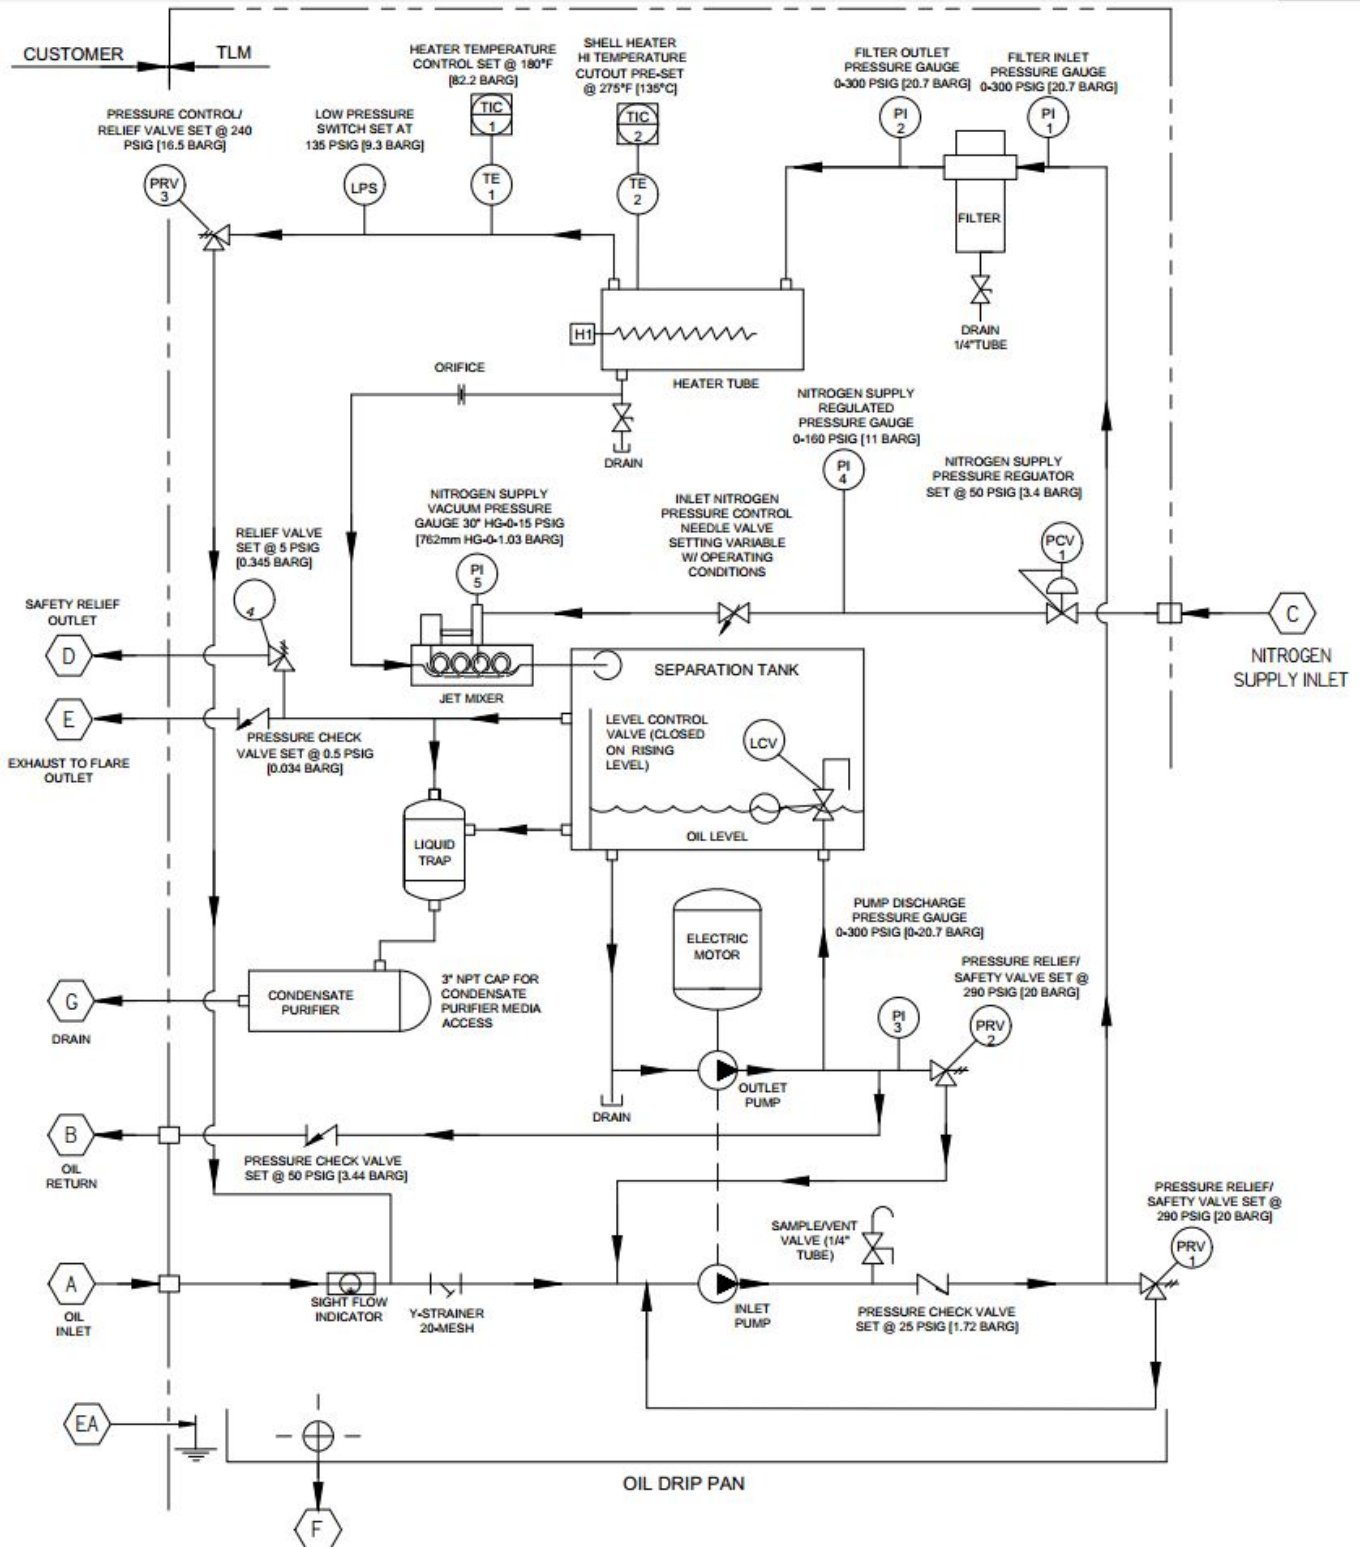 CUSTOMER
TLM
PRESSURE CONTROL/
RELIEF VALVE SET @ 240
PSIG [16.5 BARG]
PRV
3
LOW PRESSURE
SWITCH SET AT
135 PSIG [9.3 BARG]
LPS
HEATER TEMPERATURE
CONTROL SET @ 180°F
[82.2 BARG]
TIC
1
TE
1
SHELL HEATER
HI TEMPERATURE
CUTOUT PRE-SET
@ 275°F [135°C]
TIC
2
TE
2
FILTER OUTLET
PRESSURE GAUGE
0-300 PSIG [20.7 BARG]
PI
2
FILTER INLET
PRESSURE GAUGE
0-300 PSIG [20.7 BARG]
PI
1
FILTER
DRAIN
1/4"TUBE
H1
HEATER TUBE
ORIFICE
DRAIN
NITROGEN SUPPLY
REGULATED
PRESSURE GAUGE
0-160 PSIG [11 BARG]
PI
4
NITROGEN SUPPLY
PRESSURE REGUATOR
SET @ 50 PSIG [3.4 BARG]
PCV
1
NITROGEN SUPPLY
VACUUM PRESSURE
GAUGE 30" HG-0-15 PSIG
[762mm HG-0-1.03 BARG]
PI
5
INLET NITROGEN
PRESSURE CONTROL
NEEDLE VALVE
SETTING VARIABLE
W/ OPERATING
CONDITIONS
RELIEF VALVE
SET @ 5 PSIG
[0.345 BARG]
4
SAFETY RELIEF
OUTLET
D
C
NITROGEN
SUPPLY INLET
JET MIXER
SEPARATION TANK
LEVEL CONTROL
VALVE (CLOSED
ON RISING
LEVEL)
LCV
OIL LEVEL
E
EXHAUST TO FLARE
OUTLET
PRESSURE CHECK
VALVE SET @ 0.5 PSIG
[0.034 BARG]
LIQUID
TRAP
ELECTRIC
MOTOR
PUMP DISCHARGE
PRESSURE GAUGE
0-300 PSIG [0-20.7 BARG]
PI
3
PRESSURE RELIEF/
SAFETY VALVE SET @
290 PSIG [20 BARG]
PRV
2
G
DRAIN
CONDENSATE
PURIFIER
3" NPT CAP FOR
CONDENSATE
PURIFIER MEDIA
ACCESS
OUTLET
PUMP
DRAIN
B
OIL
RETURN
PRESSURE CHECK VALVE
SET @ 50 PSIG [3.44 BARG]
SAMPLE/VENT
VALVE (1/4"
TUBE)
PRESSURE RELIEF/
SAFETY VALVE SET @
290 PSIG [20 BARG]
PRV
1
A
OIL
INLET
SIGHT FLOW
INDICATOR
Y-STRAINER
20-MESH
INLET
PUMP
PRESSURE CHECK VALVE
SET @ 25 PSIG [1.72 BARG]
EA
OIL DRIP PAN
F